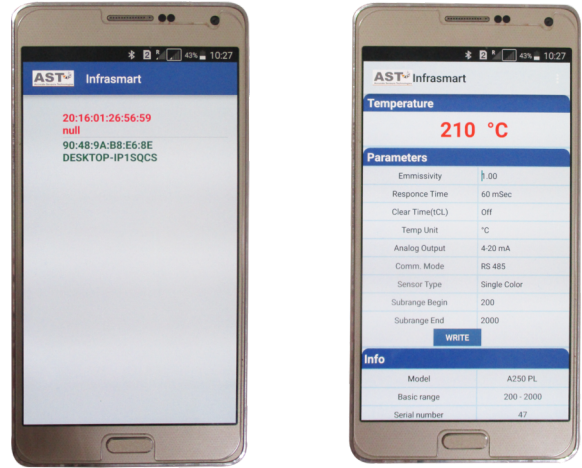 2 43% 10:27
AST Infrasmart
20:16:01:26:56:59
null
90:48:9A:B8:E6:8E
DESKTOP-IP1SQCS
2 43% 10:27
AST Infrasmart
Temperature
210 °C
Parameters
Emmissivity 1.00
Responce Time 60 mSec
Clear Time(tCL) Off
Temp Unit °C
Analog Output 4-20 mA
Comm. Mode RS 485
Sensor Type Single Color
Subrange Begin 200
Subrange End 2000
WRITE
Info
Model A250 PL
Basic range 200 - 2000
Serial number 47